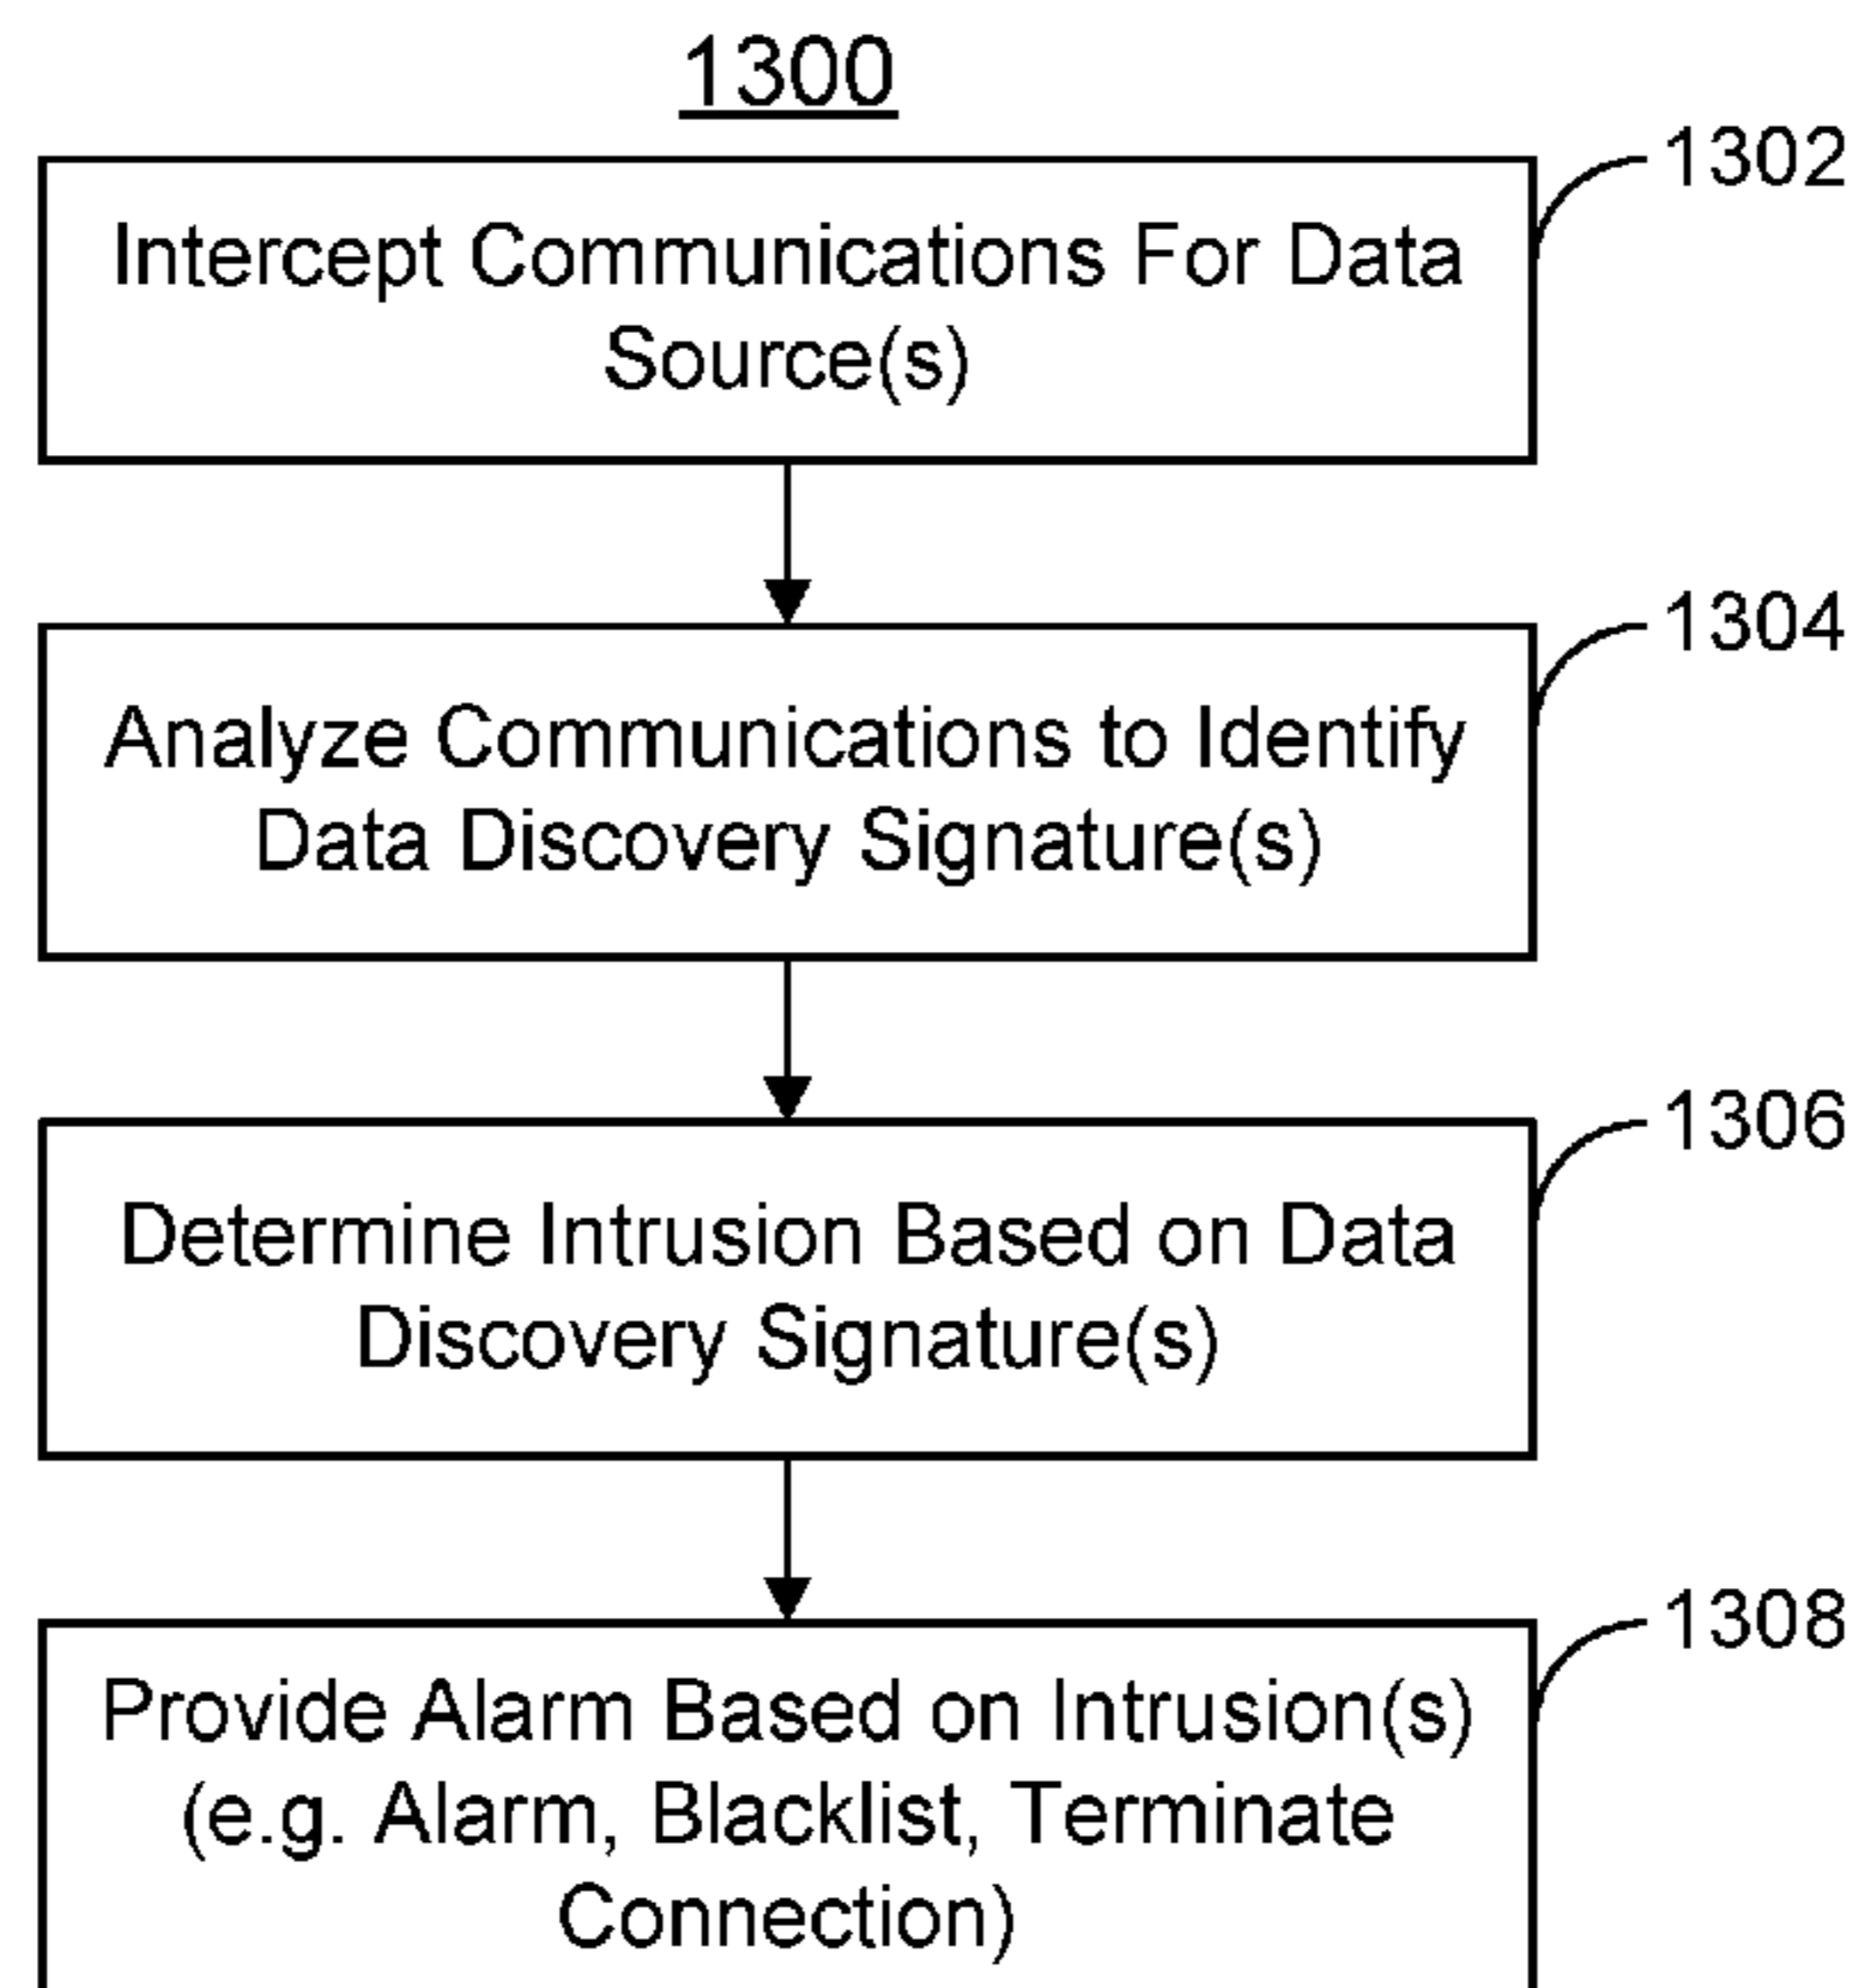 1300
1302
Intercept Communications For Data
Source(s)
1304
Analyze Communications to Identify
Data Discovery Signature(s)
1306
Determine Intrusion Based on Data
Discovery Signature(s)
1308
Provide Alarm Based on Intrusion(s)
(e.g. Alarm, Blacklist, Terminate
Connection)